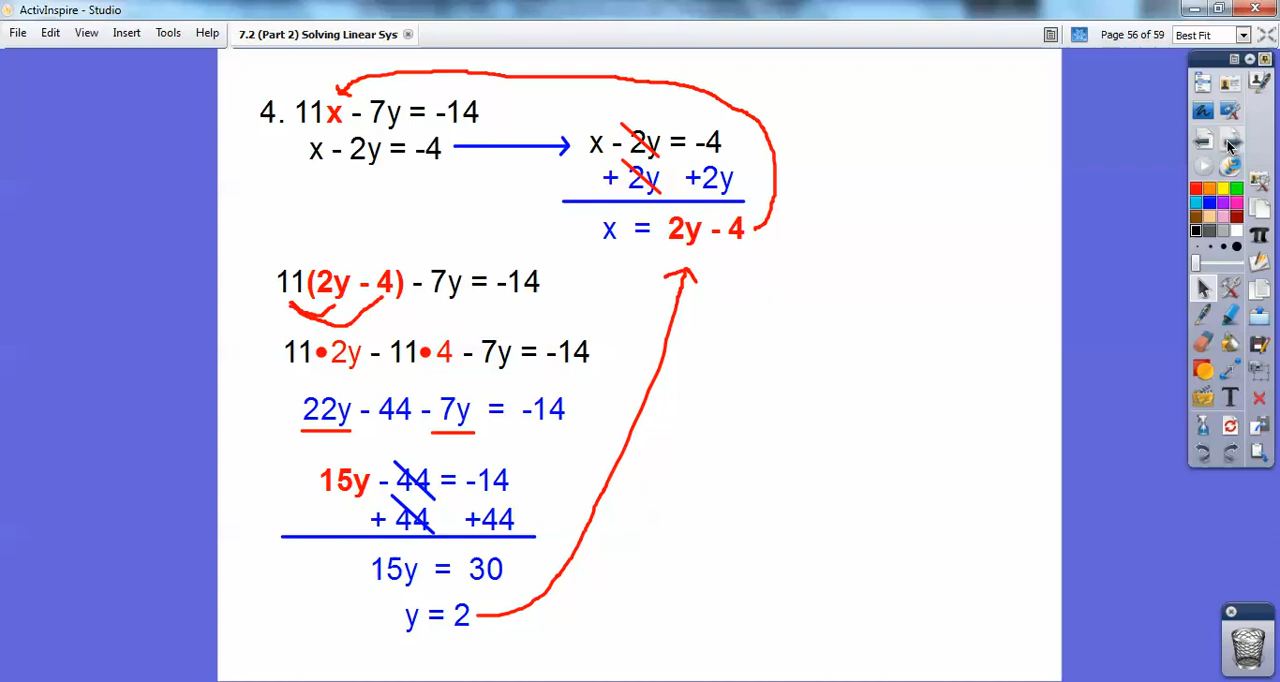 ActivInspire - Studio
File Edit View Insert Tools Help
7.2 (Part 2) Solving Linear Sys
Page 56 of 59
Best Fit
4. 11x - 7y = -14
x - 2y = -4
x - 2y = -4
+ 2y +2y
x = 2y - 4
11(2y - 4) - 7y = -14
11•2y - 11•4 - 7y = -14
22y - 44 - 7y = -14
15y - 44 = -14
+ 44 +44
15y = 30
y = 2